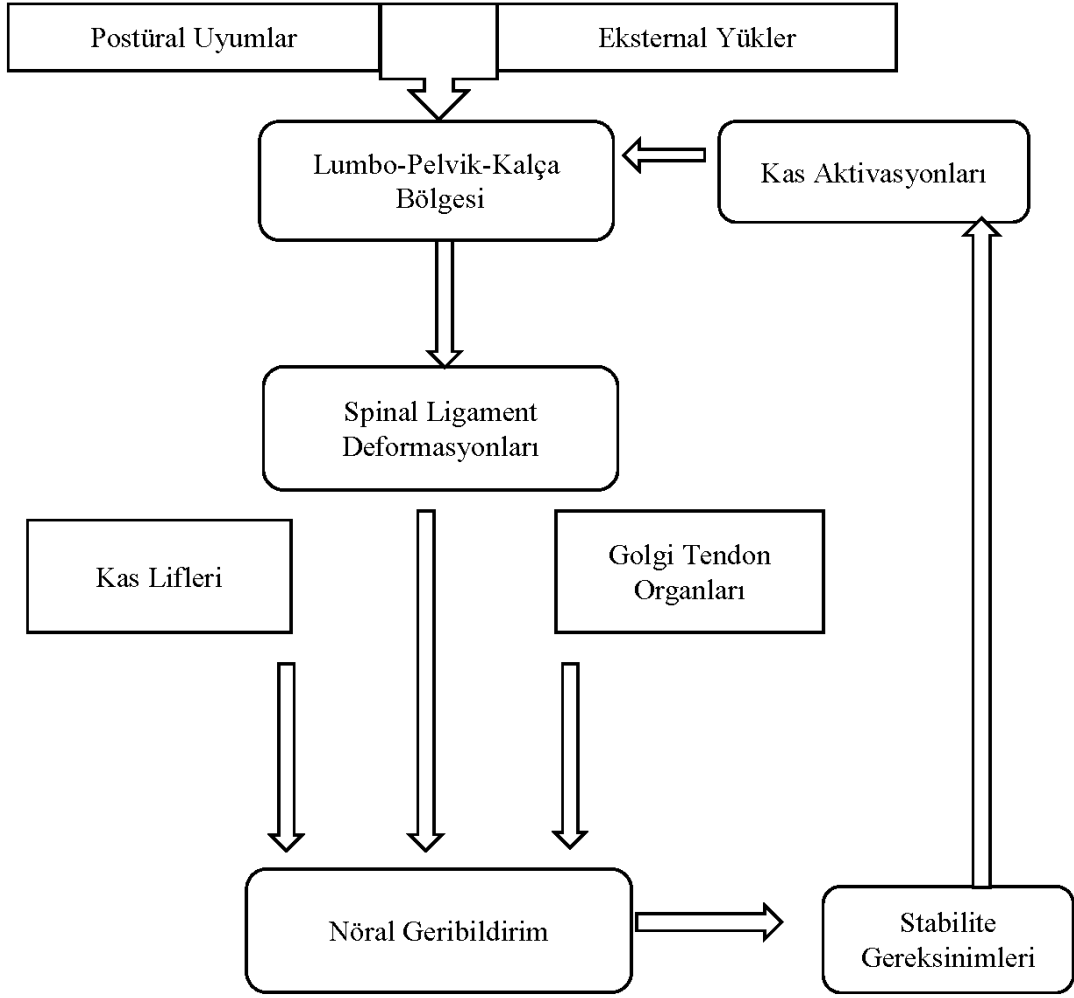 Postüral Uyumlar
Eksternal Yükler
Lumbo-Pelvik-Kalça
Bölgesi
Kas Aktivasyonları
Spinal Ligament
Deformasyonları
Kas Lifleri
Golgi Tendon
Organları
Nöral Geribildirim
Stabilite
Gereksinimleri